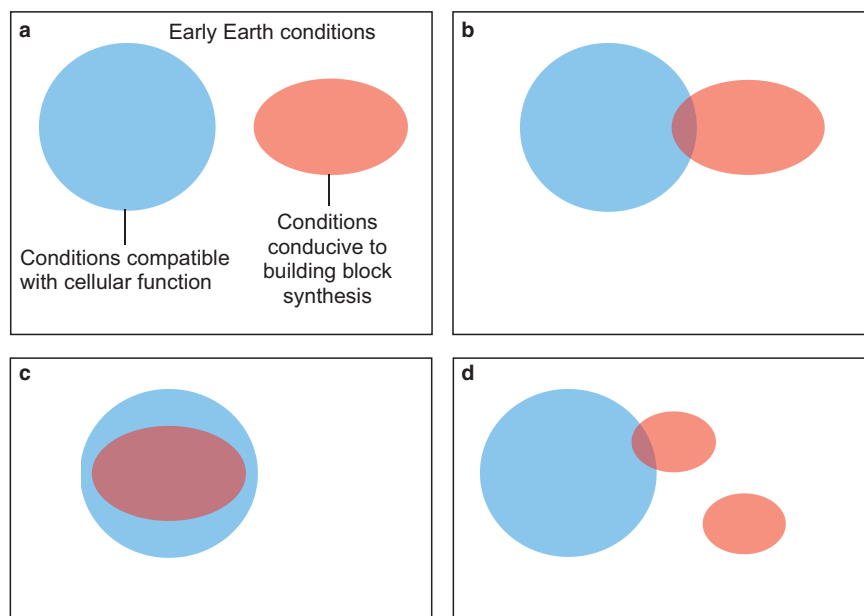 a
Early Earth conditions
Conditions compatible
with cellular function
Conditions
conducive to
building block
synthesis
b
c
d